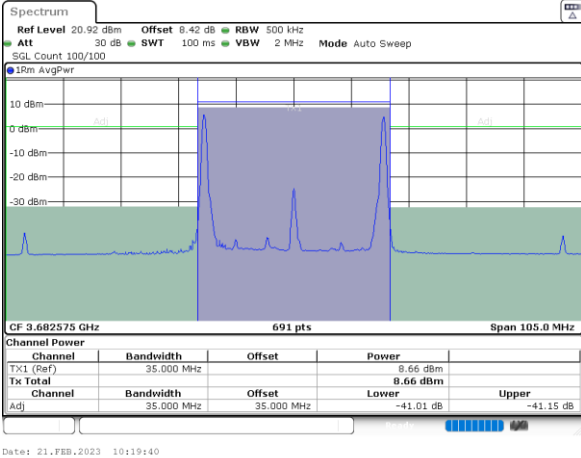 Spectrum
Ref Level 20.92 dBm Offset 8.42 dB RBW 500 kHz
Att 30 dB SWT 100 ms VBW 2 MHz Mode Auto Sweep
SGL Count 100/100
1Rm AvgPwr
10 dBm
Adj Adj
0 dBm
-10 dBm
-20 dBm
-30 dBm
CF 3.682575 GHz 691 pts Span 105.0 MHz
Channel Power
Channel Bandwidth Offset Power
TX1 (Ref) 35.000 MHz 8.66 dBm
Tx Total 8.66 dBm
Channel Bandwidth Offset Lower Upper
Adj 35.000 MHz 35.000 MHz -41.01 dB -41.15 dB
Ready
Date: 21.FEB.2023 10:19:40